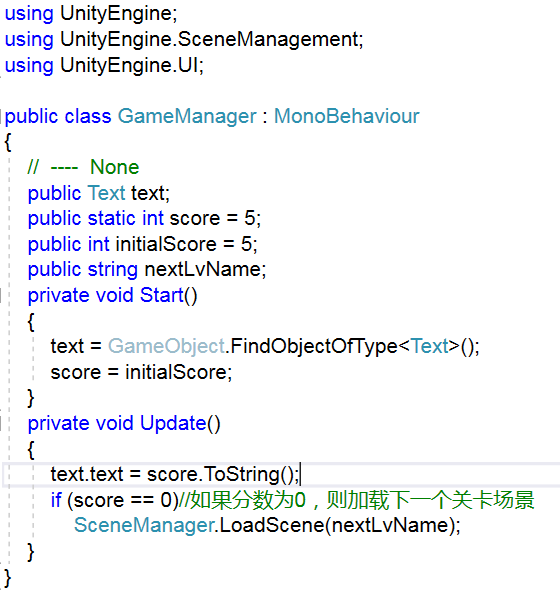 using UnityEngine;
using UnityEngine.SceneManagement;
using UnityEngine.UI;
public class GameManager : MonoBehaviour
{
// ---- None
public Text text;
public static int score = 5;
public int initialScore = 5;
public string nextLvName;
private void Start()
{
text = GameObject.FindObjectOfType<Text>();
score = initialScore;
}
private void Update()
{
text.text = score.ToString();
if (score == 0)//如果分数为0，则加载下一个关卡场景
SceneManager.LoadScene(nextLvName);
}
}